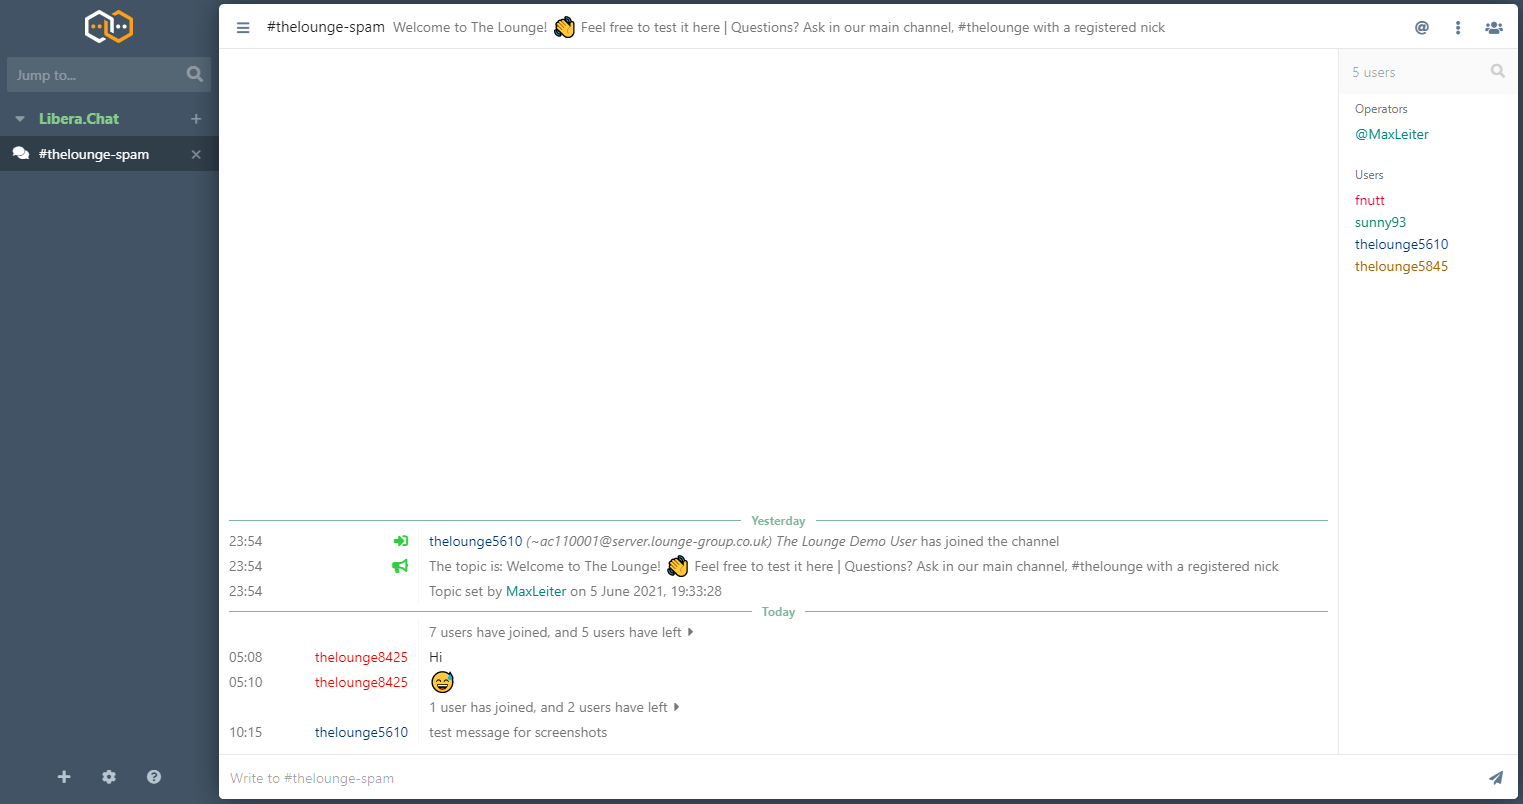 Jump to...
Libera.Chat
#thelounge-spam
#thelounge-spam Welcome to The Lounge! 👋 Feel free to test it here | Questions? Ask in our main channel, #thelounge with a registered nick
Yesterday
23:54 thelounge5610 (~ac110001@server.lounge-group.co.uk) The Lounge Demo User has joined the channel
23:54 The topic is: Welcome to The Lounge! 👋 Feel free to test it here | Questions? Ask in our main channel, #thelounge with a registered nick
23:54 Topic set by MaxLeiter on 5 June 2021, 19:33:28
Today
7 users have joined, and 5 users have left
05:08 thelounge8425 Hi
05:10 thelounge8425 😅
1 user has joined, and 2 users have left
10:15 thelounge5610 test message for screenshots
Write to #thelounge-spam
5 users
Operators
@MaxLeiter
Users
fnutt
sunny93
thelounge5610
thelounge5845